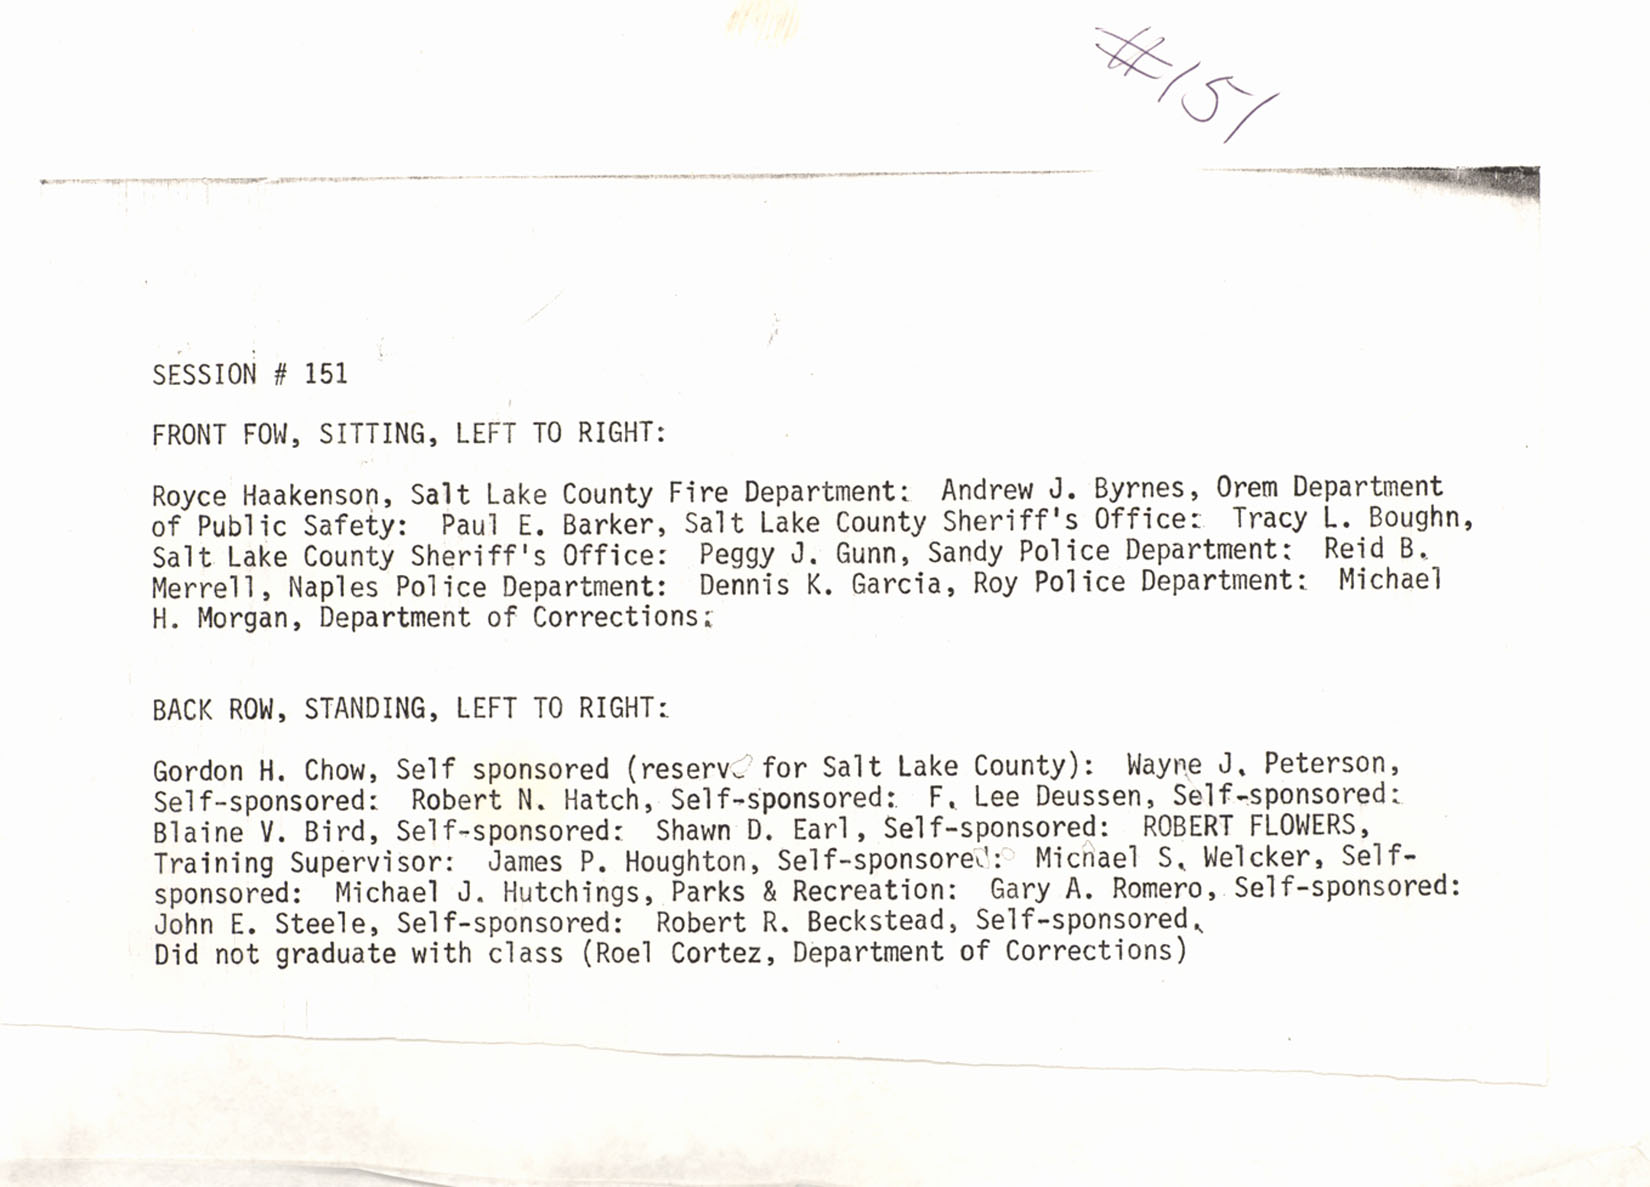 #151
SESSION # 151
FRONT FOW, SITTING, LEFT TO RIGHT:
Royce Haakenson, Salt Lake County Fire Department:  Andrew J. Byrnes, Orem Department
of Public Safety:  Paul E. Barker, Salt Lake County Sheriff's Office:  Tracy L. Boughn,
Salt Lake County Sheriff's Office:  Peggy J. Gunn, Sandy Police Department:  Reid B.
Merrell, Naples Police Department:  Dennis K. Garcia, Roy Police Department:  Michael
H. Morgan, Department of Corrections:
BACK ROW, STANDING, LEFT TO RIGHT:
Gordon H. Chow, Self sponsored (reserve for Salt Lake County):  Wayne J. Peterson,
Self-sponsored:  Robert N. Hatch, Self-sponsored:  F. Lee Deussen, Self-sponsored:
Blaine V. Bird, Self-sponsored:  Shawn D. Earl, Self-sponsored:  ROBERT FLOWERS,
Training Supervisor:  James P. Houghton, Self-sponsored:  Michael S. Welcker, Self-
sponsored:  Michael J. Hutchings, Parks & Recreation:  Gary A. Romero, Self-sponsored:
John E. Steele, Self-sponsored:  Robert R. Beckstead, Self-sponsored.
Did not graduate with class (Roel Cortez, Department of Corrections)